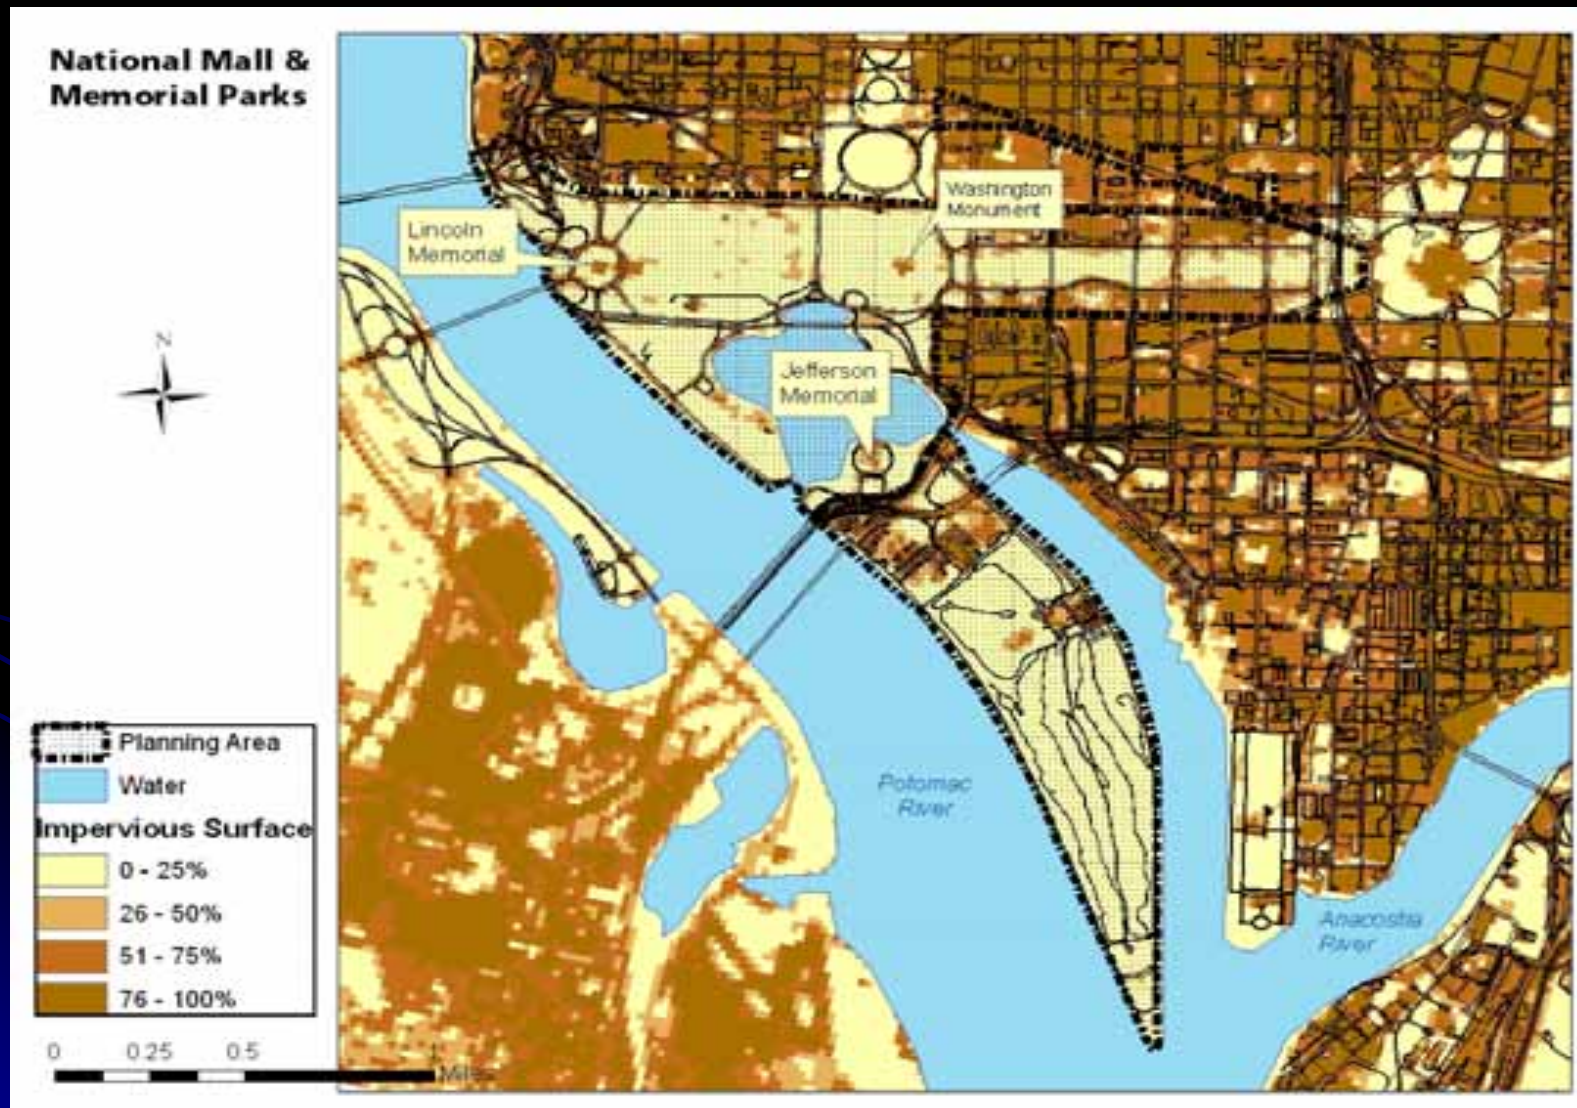 National Mall &
Memorial Parks
Washington
Monument
Lincoln
Memorial
N
Jefferson
Memorial
Potomac
River
Anacostia
River
Planning Area
Water
Impervious Surface
0 - 25%
26 - 50%
51 - 75%
76 - 100%
0 0.25 0.5 1
Miles